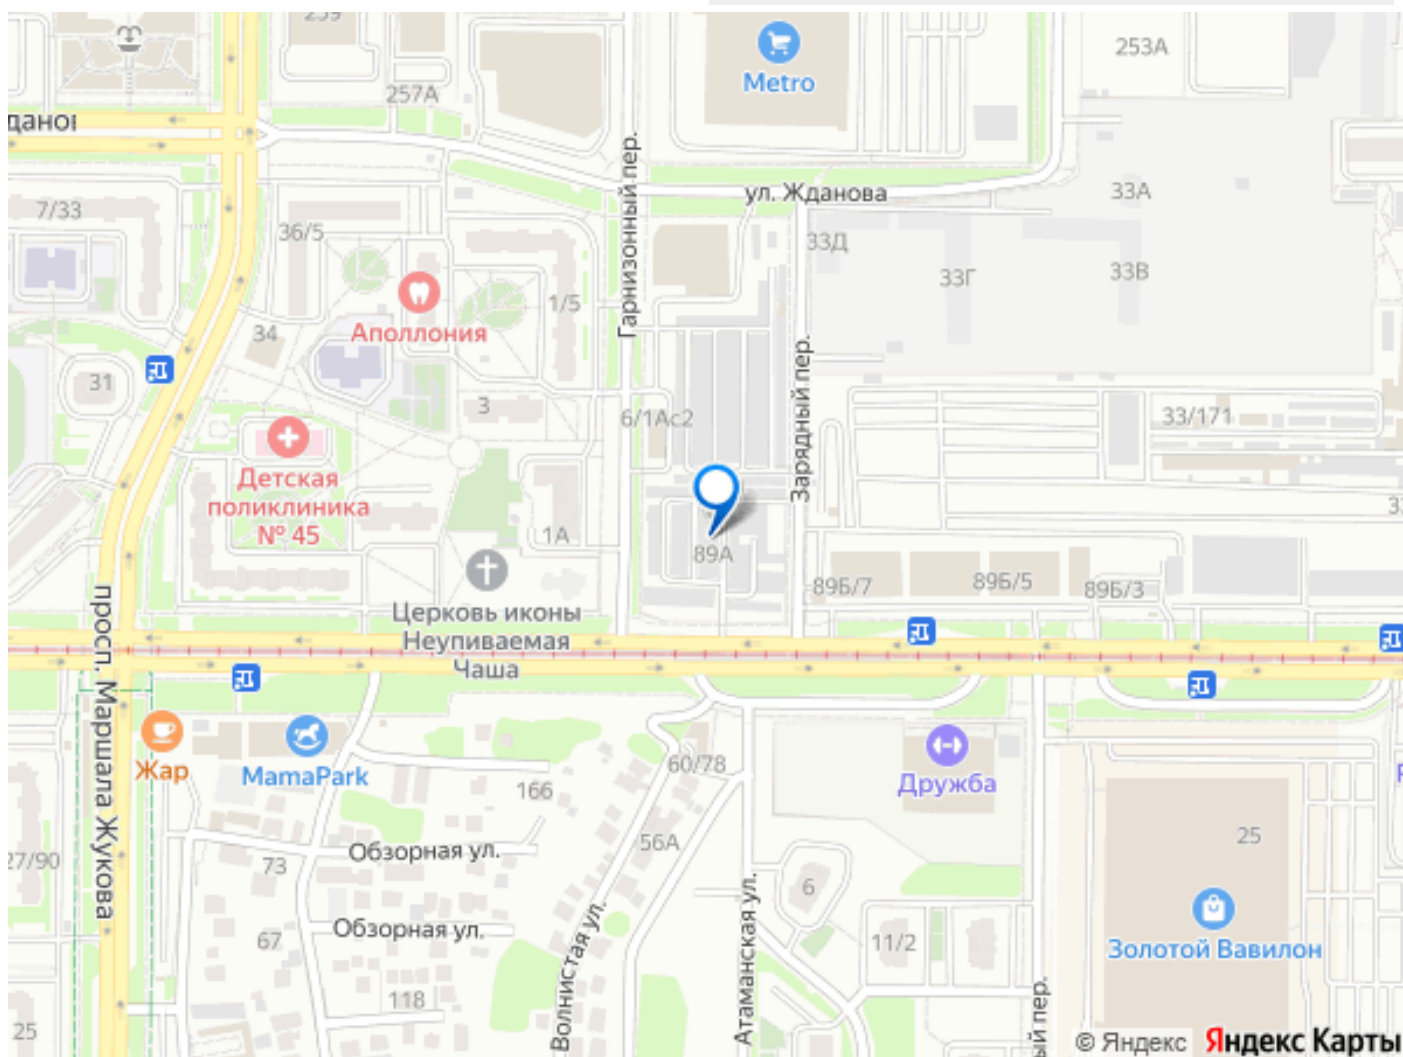 257А
Metro
253А
ул. Жданова
7/33
36/5
Гарнизонный пер.
33А
33Д
33Г
33В
1/5
Аполлония
34
31
3
6/1Ас2
Зарядный пер.
33/171
Детская
поликлиника
№ 45
1А
89А
89Б/7
89Б/5
89Б/3
Церковь иконы
Неупиваемая
Чаша
просп. Маршала Жукова
Жар
MamaPark
166
60/78
Дружба
56А
25
27/90
73
Обзорная ул.
6
67
Обзорная ул.
Волнистая ул.
Атаманская ул.
11/2
Золотой Вавилон
118
25
ый пер.
© Яндекс
Яндекс Карты